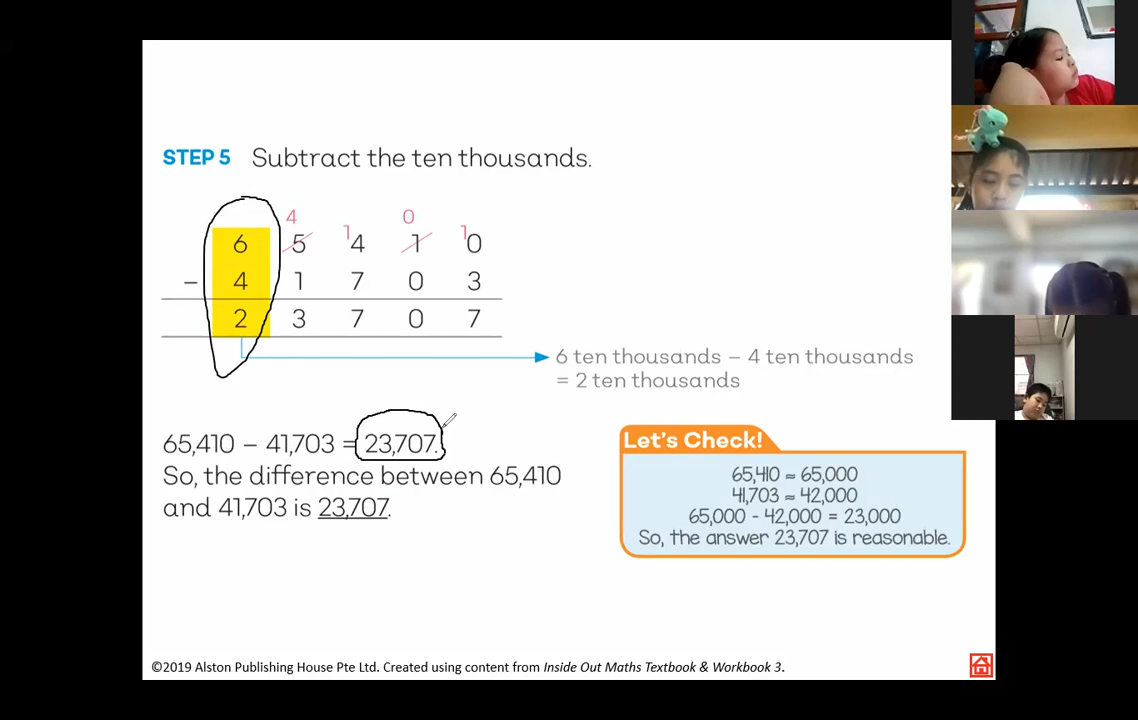 STEP 5 Subtract the ten thousands.
4 0
6 5 1 4 1 1 0
− 4 1 7 0 3
2 3 7 0 7
6 ten thousands − 4 ten thousands
= 2 ten thousands
65,410 − 41,703 = 23,707.
So, the difference between 65,410
and 41,703 is 23,707.
Let's Check!
65,410 ≈ 65,000
41,703 ≈ 42,000
65,000 - 42,000 = 23,000
So, the answer 23,707 is reasonable.
©2019 Alston Publishing House Pte Ltd. Created using content from Inside Out Maths Textbook & Workbook 3.